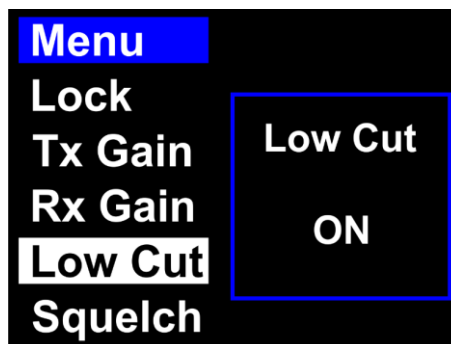 Menu
Lock
Tx Gain
Rx Gain
Low Cut
Squelch
Low Cut
ON